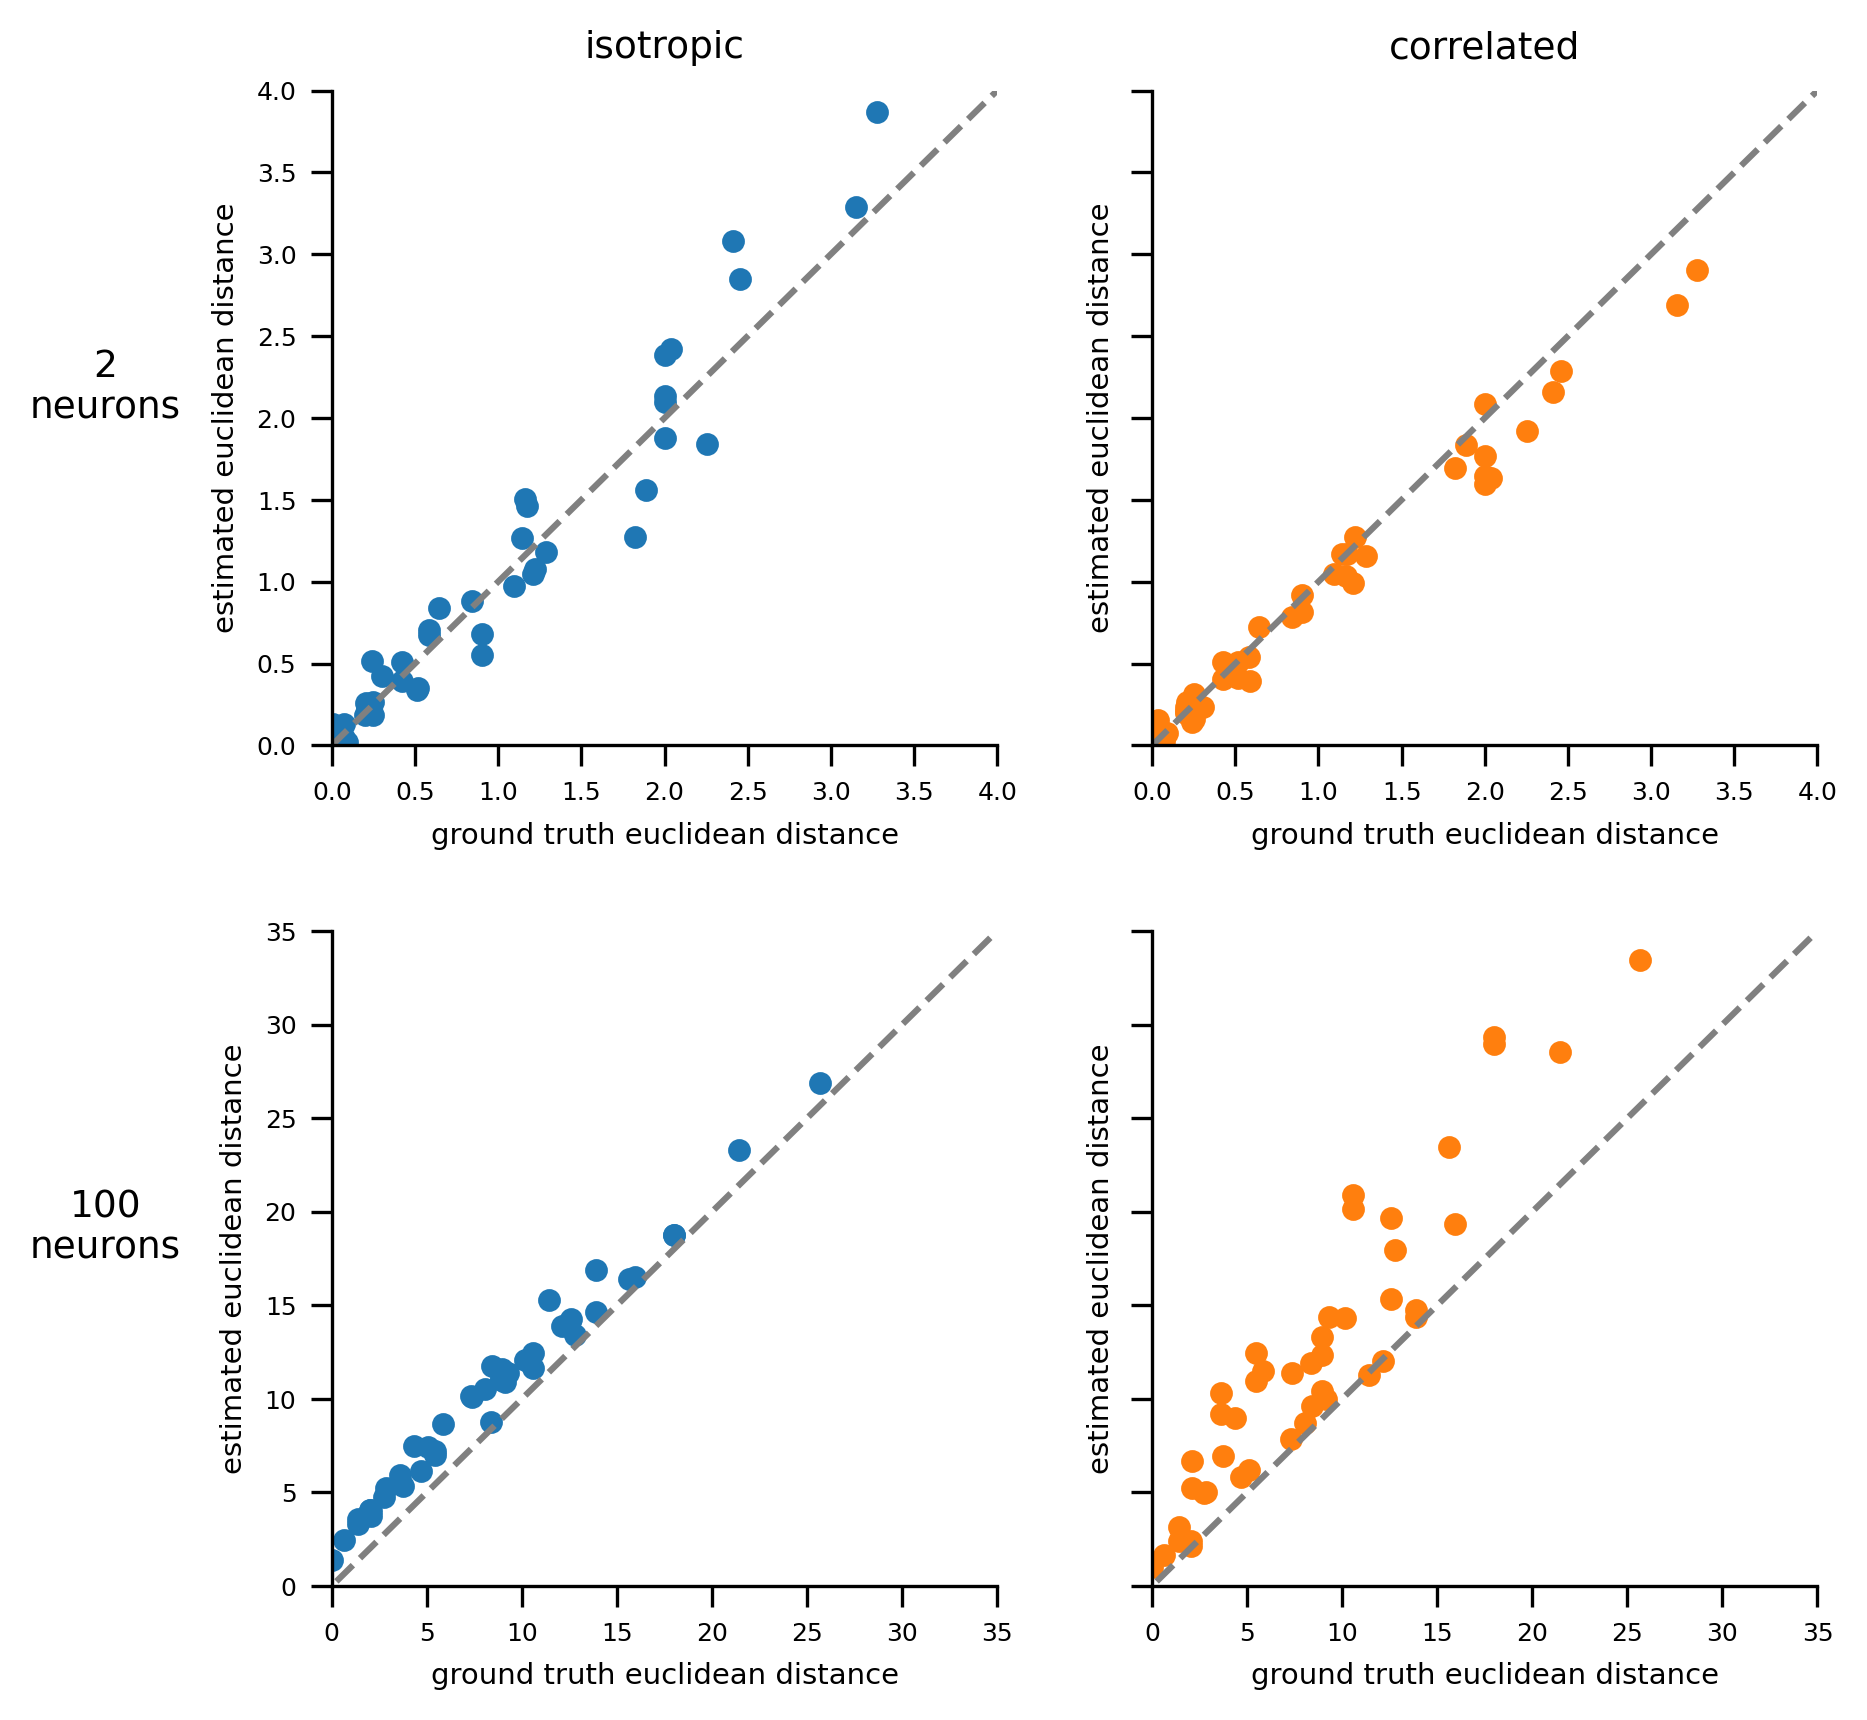 isotropic
correlated
2
neurons
estimated euclidean distance
4.0
3.5
3.0
2.5
2.0
1.5
1.0
0.5
0.0
0.0 0.5 1.0 1.5 2.0 2.5 3.0 3.5 4.0
ground truth euclidean distance
estimated euclidean distance
0.0 0.5 1.0 1.5 2.0 2.5 3.0 3.5 4.0
ground truth euclidean distance
100
neurons
estimated euclidean distance
35
30
25
20
15
10
5
0
0 5 10 15 20 25 30 35
ground truth euclidean distance
estimated euclidean distance
0 5 10 15 20 25 30 35
ground truth euclidean distance